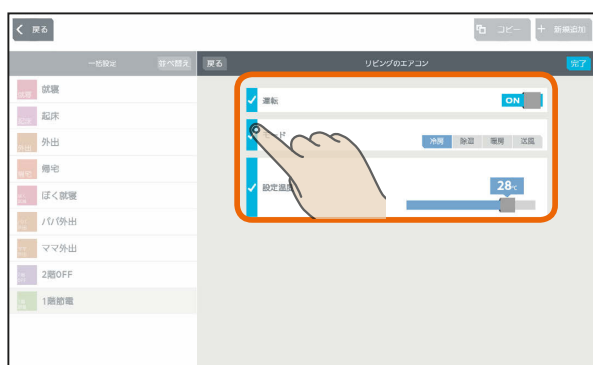 戻る
コピー
新規追加
一括設定
並べ替え
戻る
リビングのエアコン
完了
就寝
起床
外出
帰宅
ぼく就寝
パパ外出
ママ外出
2階OFF
1階節電
運転
ON
ード
冷房 除湿 暖房 送風
設定温
28℃